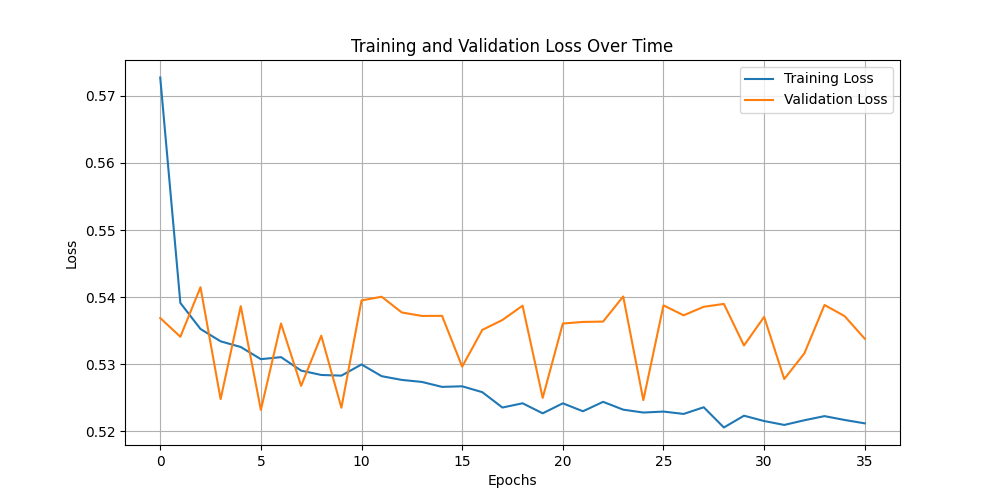 Training and Validation Loss Over Time
Training Loss
Validation Loss
0.57
0.56
0.55
0.54
0.53
0.52
Loss
0 5 10 15 20 25 30 35
Epochs